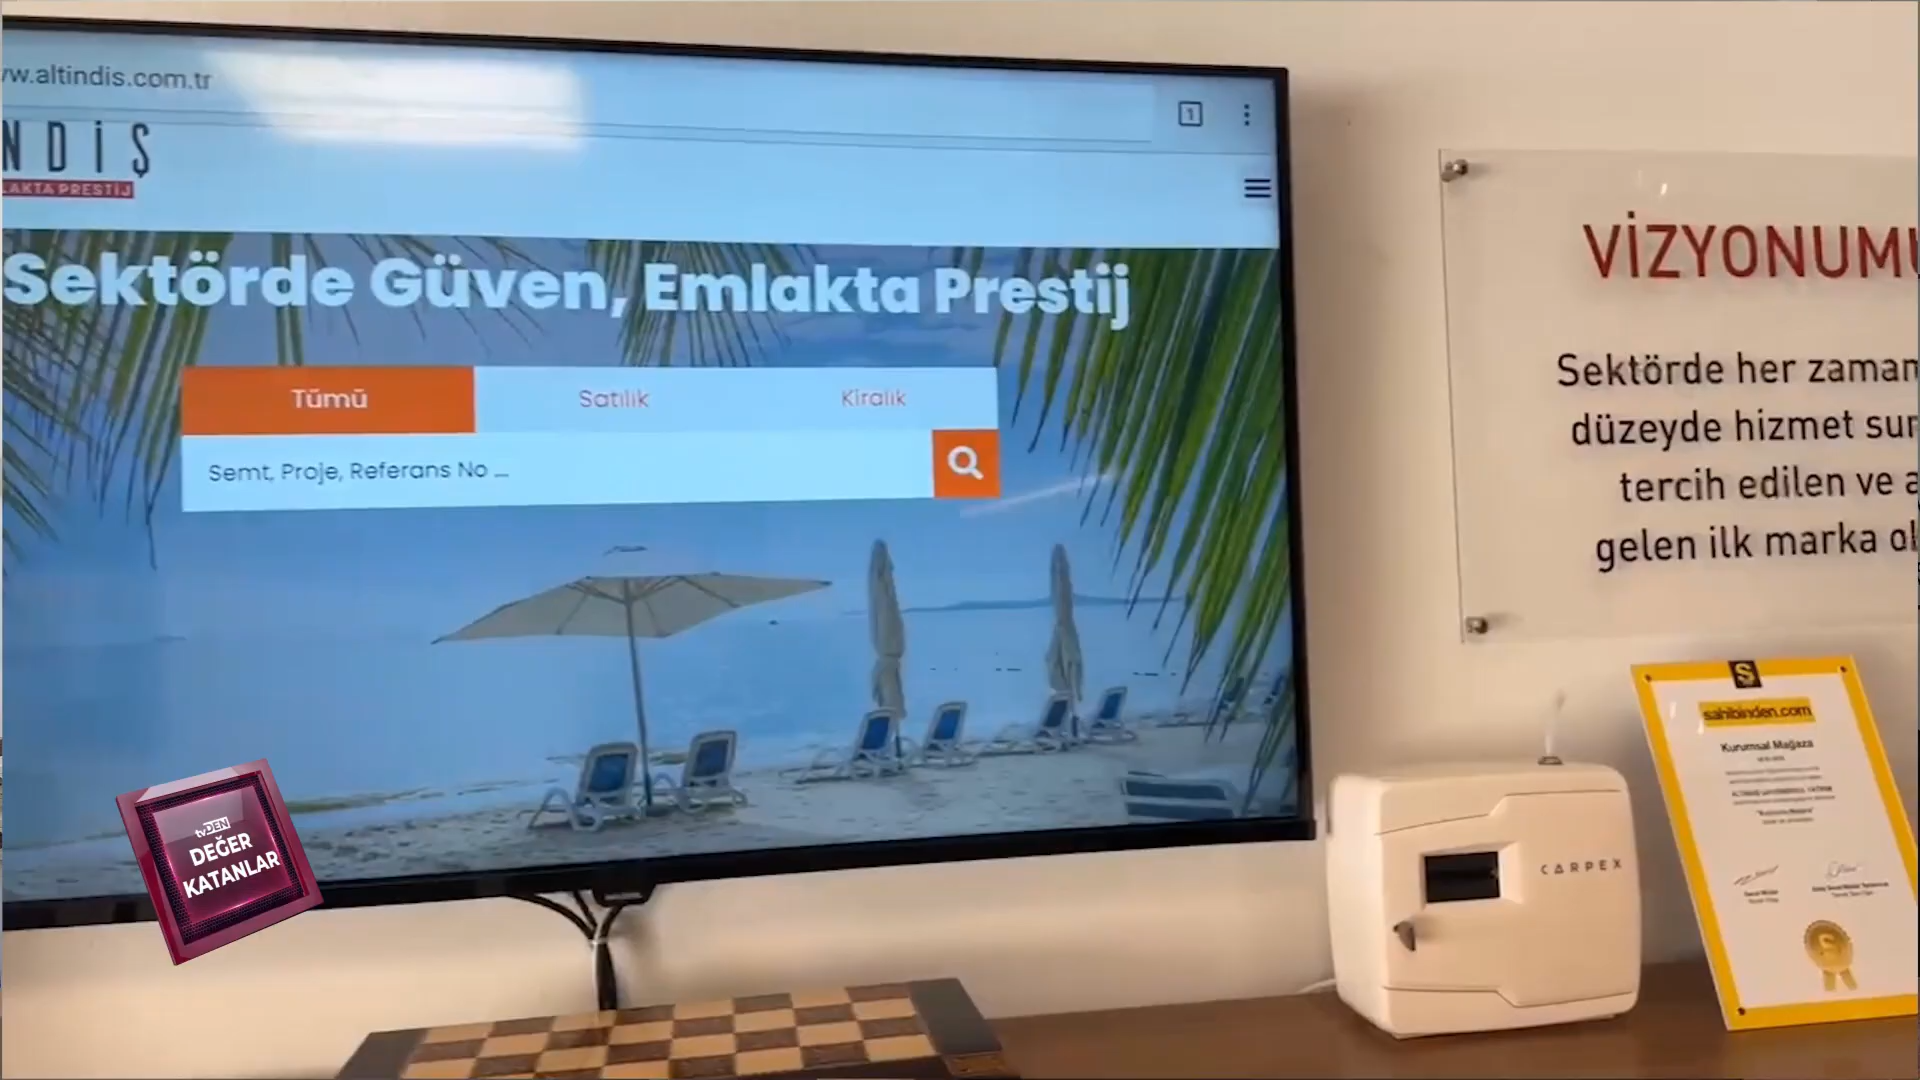 w.altindis.com.tr
1
NDİŞ
LAKTA PRESTİJ
Sektörde Güven, Emlakta Prestij
Tümü
Satılık
Kiralık
Semt, Proje, Referans No ...
VİZYONUMU
Sektörde her zaman
düzeyde hizmet sun
tercih edilen ve a
gelen ilk marka ol
S
sahibinden.com
Kurumsal Mağaza
CARPEX
tvDEN
DEĞER
KATANLAR